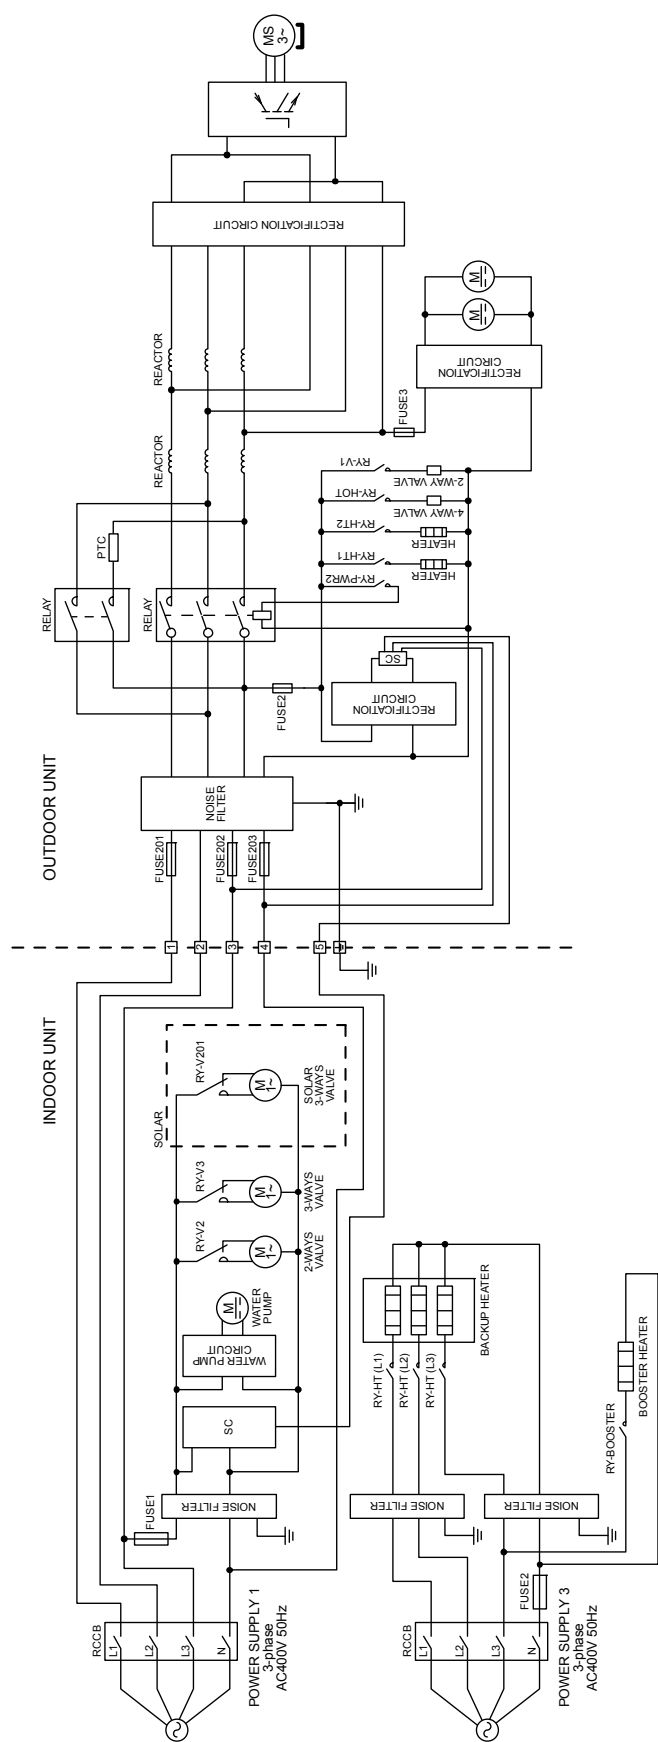 MS
3~
RECTIFICATION CIRCUIT
REACTOR
REACTOR
M
M
RECTIFICATION
CIRCUIT
FUSE3
RY-V1
2-WAY VALVE
RY-HOT
4-WAY VALVE
RY-HT2
HEATER
RY-HT1
HEATER
RY-PWR2
PTC
RELAY
RELAY
SC
RECTIFICATION
CIRCUIT
FUSE2
OUTDOOR UNIT
NOISE
FILTER
FUSE201
FUSE202
FUSE203
1
2
3
4
5
INDOOR UNIT
SOLAR
RY-V201
M
1~
SOLAR
3-WAYS
VALVE
RY-V3
M
1~
3-WAYS
VALVE
RY-V2
M
1~
2-WAYS
VALVE
M
WATER
PUMP
WATER PUMP
CIRCUIT
SC
FUSE1
NOISE FILTER
RCCB
L1
L2
L3
N
POWER SUPPLY 1
3-phase
AC400V 50Hz
BACKUP HEATER
RY-HT (L1)
RY-HT (L2)
RY-HT (L3)
BOOSTER HEATER
RY-BOOSTER
NOISE FILTER
NOISE FILTER
FUSE2
RCCB
L1
L2
L3
N
POWER SUPPLY 3
3-phase
AC400V 50Hz